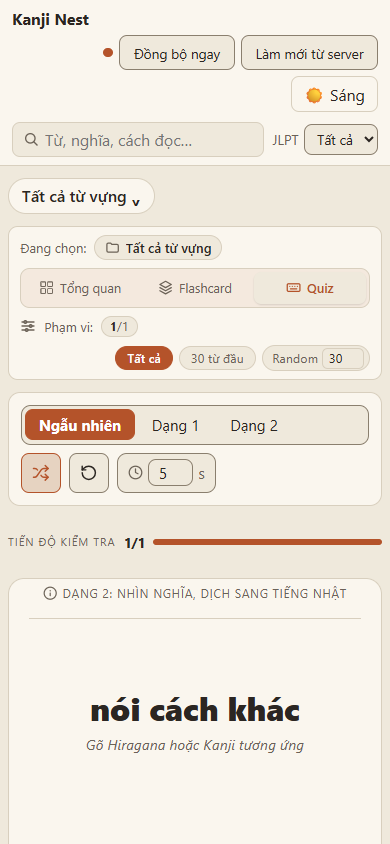 Kanji Nest
Đồng bộ ngay Làm mới từ server
Sáng
Từ, nghĩa, cách đọc... JLPT Tất cả
Tất cả từ vựng
Đang chọn: Tất cả từ vựng
Tổng quan Flashcard Quiz
Phạm vi: 1/1
Tất cả 30 từ đầu Random 30
Ngẫu nhiên Dạng 1 Dạng 2
5 s
TIẾN ĐỘ KIỂM TRA 1/1
DẠNG 2: NHÌN NGHĨA, DỊCH SANG TIẾNG NHẬT
nói cách khác
Gõ Hiragana hoặc Kanji tương ứng